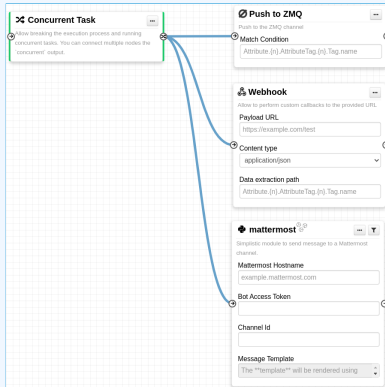 Concurrent Task
Allow breaking the execution process and running
concurrent tasks. You can connect multiple nodes the
`concurrent` output.
Push to ZMQ
Push to the ZMQ channel
Match Condition
Attribute.{n}.AttributeTag.{n}.Tag.name
Webhook
Allow to perform custom callbacks to the provided URL
Payload URL
https://example.com/test
Content type
application/json
Data extraction path
Attribute.{n}.AttributeTag.{n}.Tag.name
mattermost
Simplistic module to send message to a Mattermost
channel.
Mattermost Hostname
example.mattermost.com
Bot Access Token
Channel Id
Message Template
The **template** will be rendered using